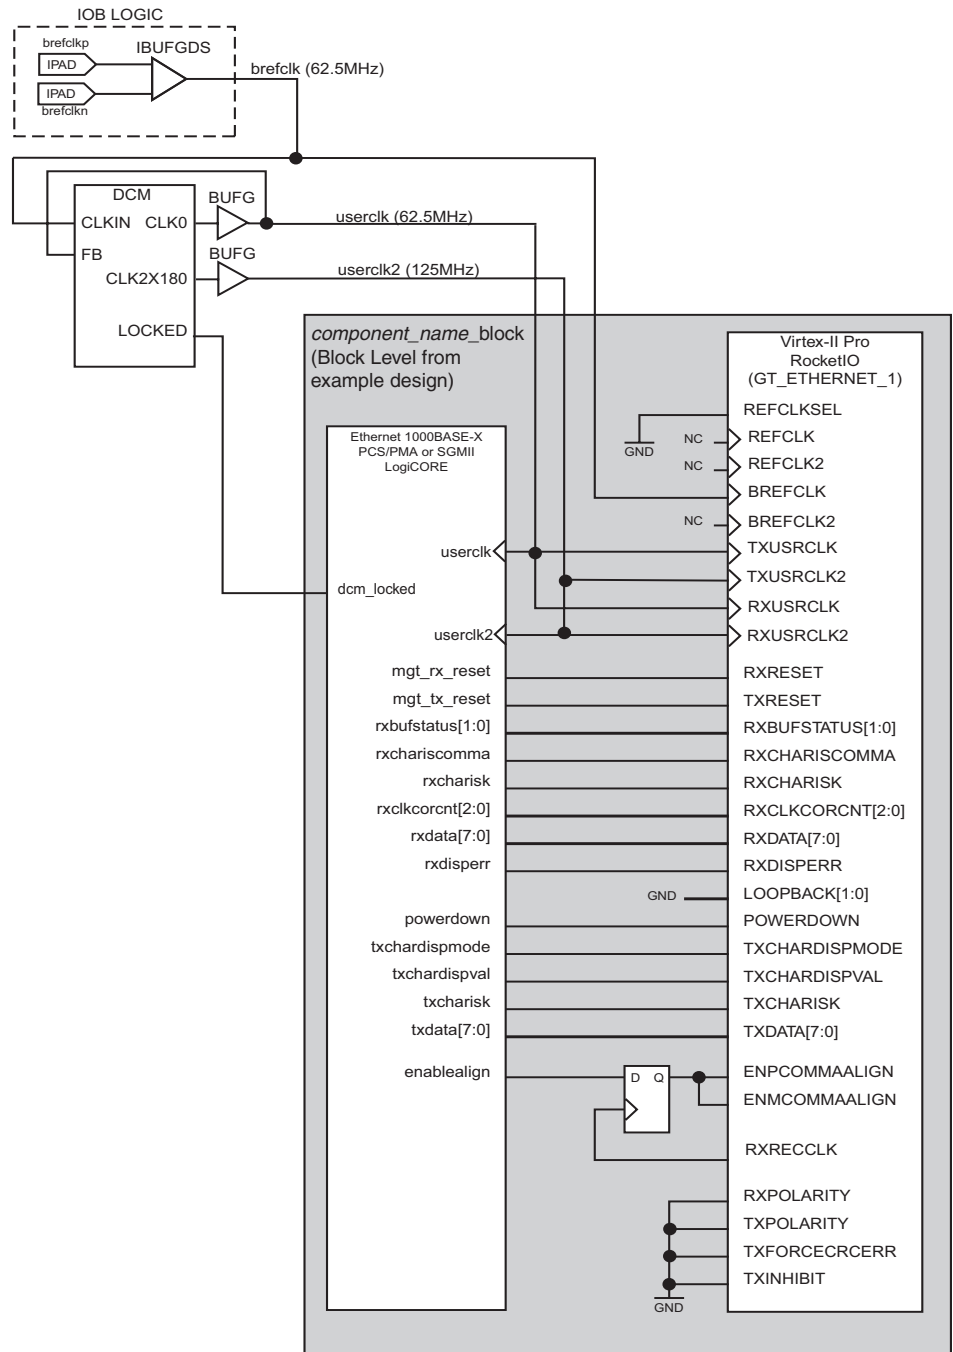 IOB LOGIC
brefclkp
IPAD
IBUFGDS
IPAD
brefclkn
brefclk (62.5MHz)
DCM
CLKIN
CLK0
FB
CLK2X180
LOCKED
BUFG
BUFG
userclk (62.5MHz)
userclk2 (125MHz)
component_name_block
(Block Level from
example design)
Ethernet 1000BASE-X
PCS/PMA or SGMII
LogiCORE
userclk
dcm_locked
userclk2
mgt_rx_reset
mgt_tx_reset
rxbufstatus[1:0]
rxchariscomma
rxcharisk
rxclkcorcnt[2:0]
rxdata[7:0]
rxdisperr
powerdown
txchardispmode
txchardispval
txcharisk
txdata[7:0]
enablealign
GND
NC
NC
NC
GND
D Q
GND
Virtex-II Pro
RocketIO
(GT_ETHERNET_1)
REFCLKSEL
REFCLK
REFCLK2
BREFCLK
BREFCLK2
TXUSRCLK
TXUSRCLK2
RXUSRCLK
RXUSRCLK2
RXRESET
TXRESET
RXBUFSTATUS[1:0]
RXCHARISCOMMA
RXCHARISK
RXCLKCORCNT[2:0]
RXDATA[7:0]
RXDISPERR
LOOPBACK[1:0]
POWERDOWN
TXCHARDISPMODE
TXCHARDISPVAL
TXCHARISK
TXDATA[7:0]
ENPCOMMAALIGN
ENMCOMMAALIGN
RXRECCLK
RXPOLARITY
TXPOLARITY
TXFORCECRCERR
TXINHIBIT